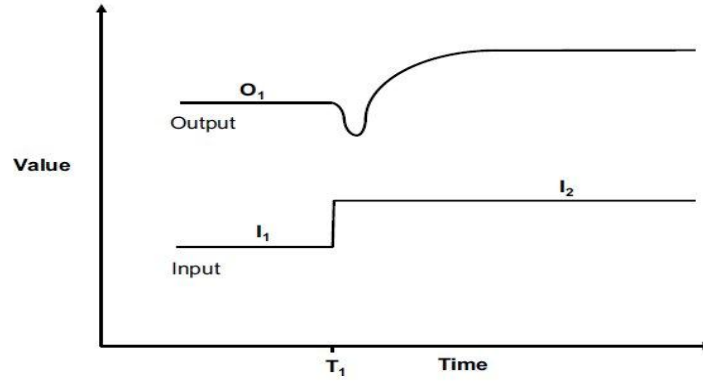 O₁
Output
Value
I₂
I₁
Input
T₁
Time